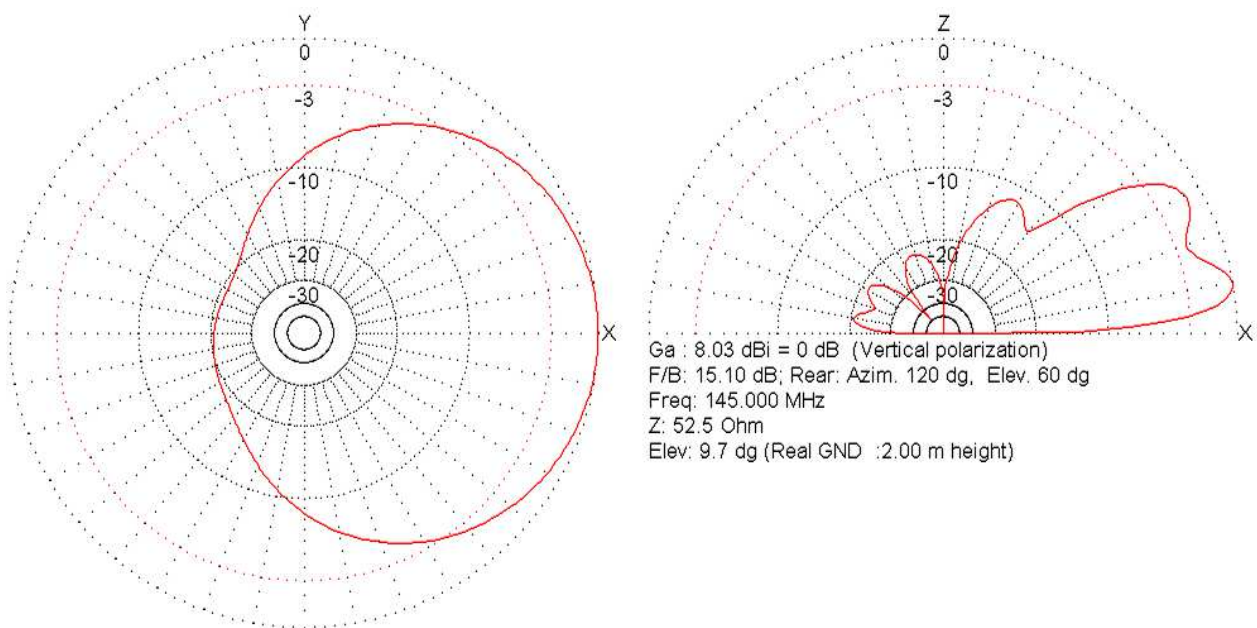 Y
0
-3
-10
-20
-30
X
Z
0
-3
-10
-20
-30
X
Ga : 8.03 dBi = 0 dB (Vertical polarization)
F/B: 15.10 dB; Rear: Azim. 120 dg, Elev. 60 dg
Freq: 145.000 MHz
Z: 52.5 Ohm
Elev: 9.7 dg (Real GND :2.00 m height)